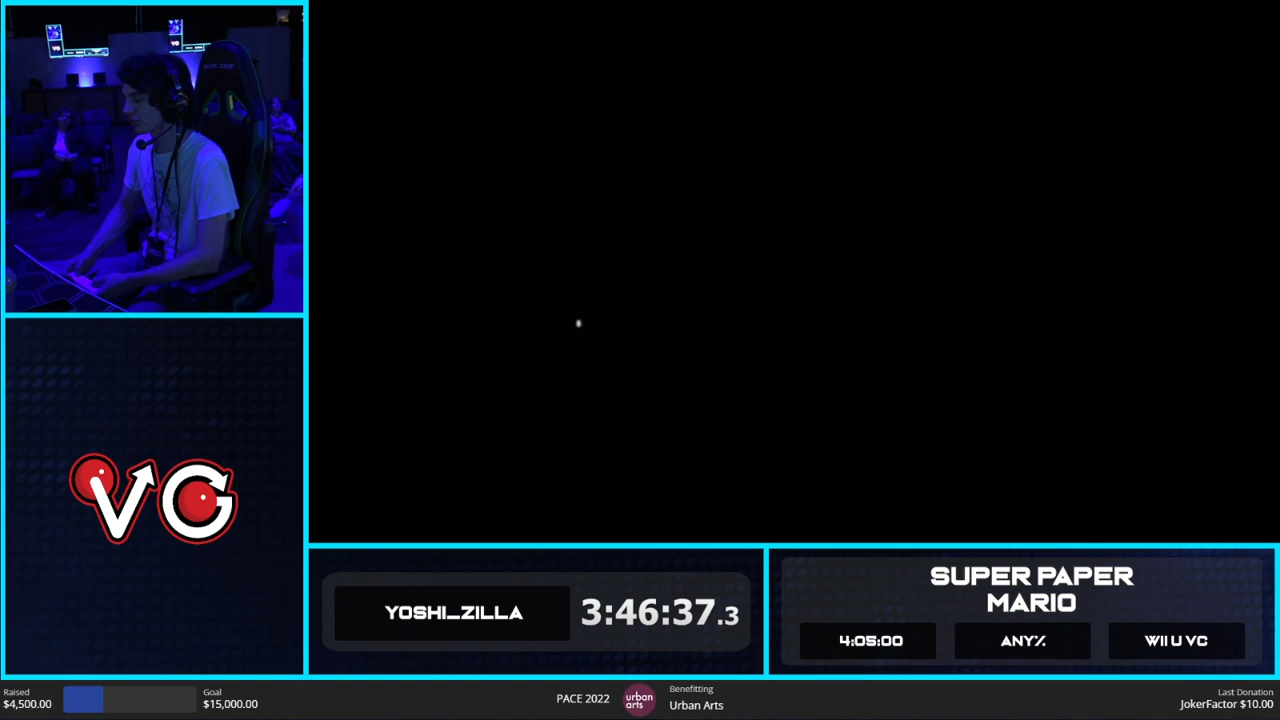 VG
YOSHI_ZILLA
3:46:37.3
SUPER PAPER
MARIO
4:05:00
ANY%
WII U VC
Raised
$4,500.00
Goal
$15,000.00
PACE 2022
urban
arts
Benefitting
Urban Arts
Last Donation
JokerFactor $10.00